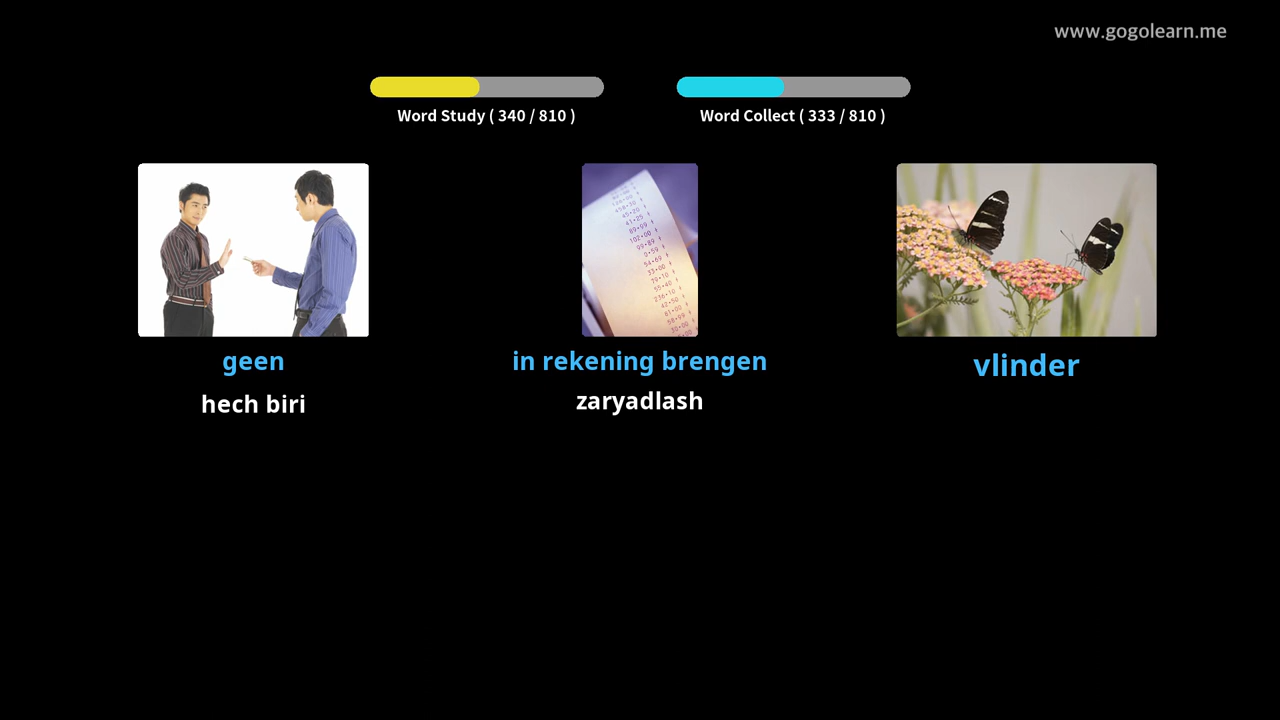 www.gogolearn.me
Word Study ( 340 / 810 )
Word Collect ( 333 / 810 )
geen
in rekening brengen
vlinder
hech biri
zaryadlash